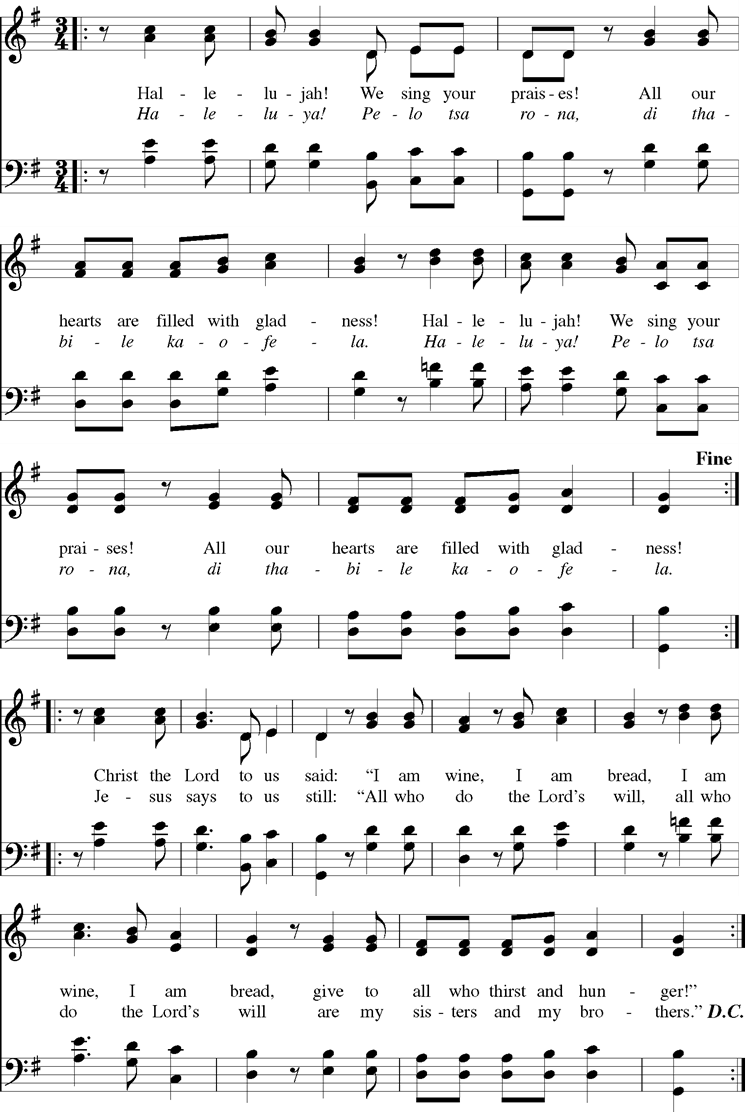 Hal - le - lu - jah! We sing your prais - es! All our
Ha - le - lu - ya! Pe - lo tsa ro - na, di tha-
hearts are filled with glad - ness! Hal - le - lu - jah! We sing your
bi - le ka - o - fe - la. Ha - le - lu - ya! Pe - lo tsa
Fine
prai - ses! All our hearts are filled with glad - ness!
ro - na, di tha - bi - le ka - o - fe - la.
Christ the Lord to us said: “I am wine, I am bread, I am
Je - sus says to us still: “All who do the Lord’s will, all who
wine, I am bread, give to all who thirst and hun - ger!”
do the Lord’s will are my sis - ters and my bro - thers.” D.C.